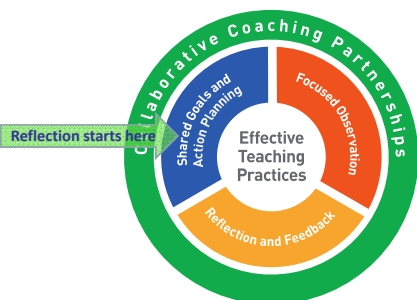 Collaborative Coaching Partnerships
Reflection starts here
Shared Goals and
Action Planning
Focused Observation
Effective
Teaching
Practices
Reflection and Feedback